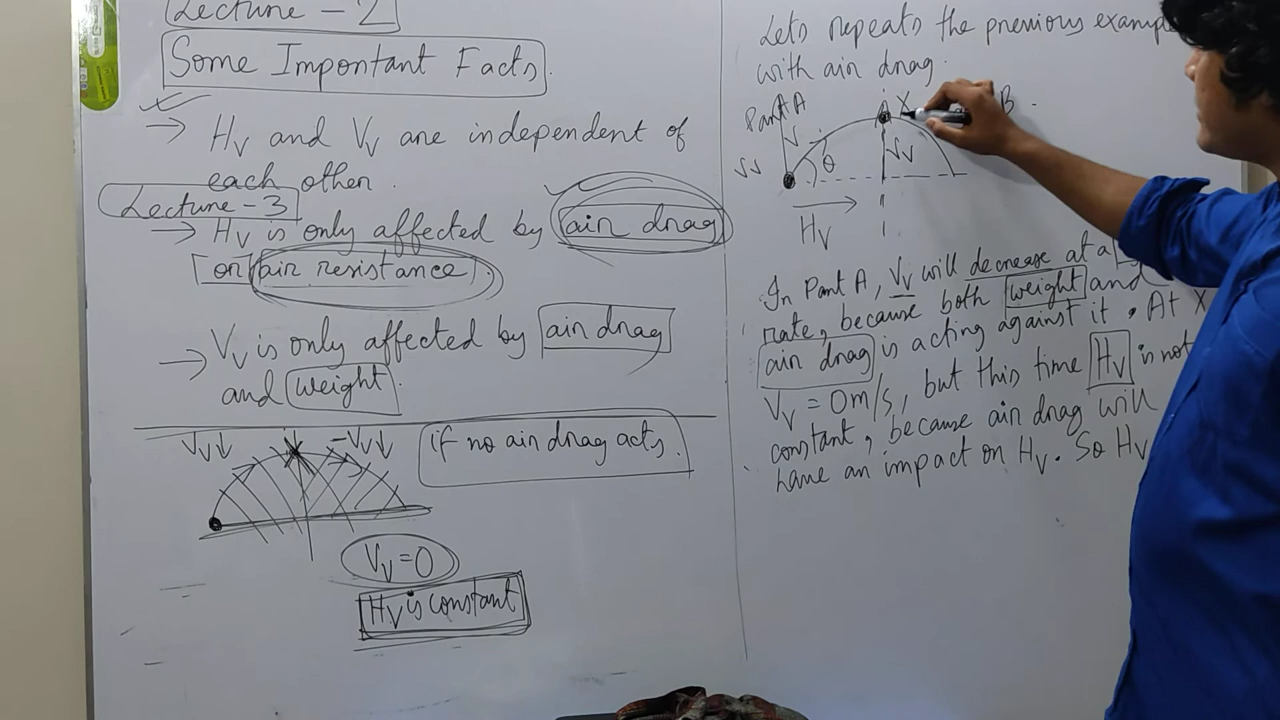 Lecture - 2
Some Important Facts.
→ Hv and Vv are independent of
each other.
Lecture - 3
→ Hv is only affected by air drag
or air resistance.
→ Vv is only affected by air drag
and weight.
Vv↓ -Vv↓ if no air drag acts.
Vv = 0
Hv is constant
Lets repeats the previous
with air drag.
Part A X B
V Vv
Vv θ
Hv
In Part A, Vv will decrease at a
rate, because both weight and
air drag is acting against it. At X
Vv = 0m/s, but this time Hv is not
constant, because air drag will
have an impact on Hv. So Hv